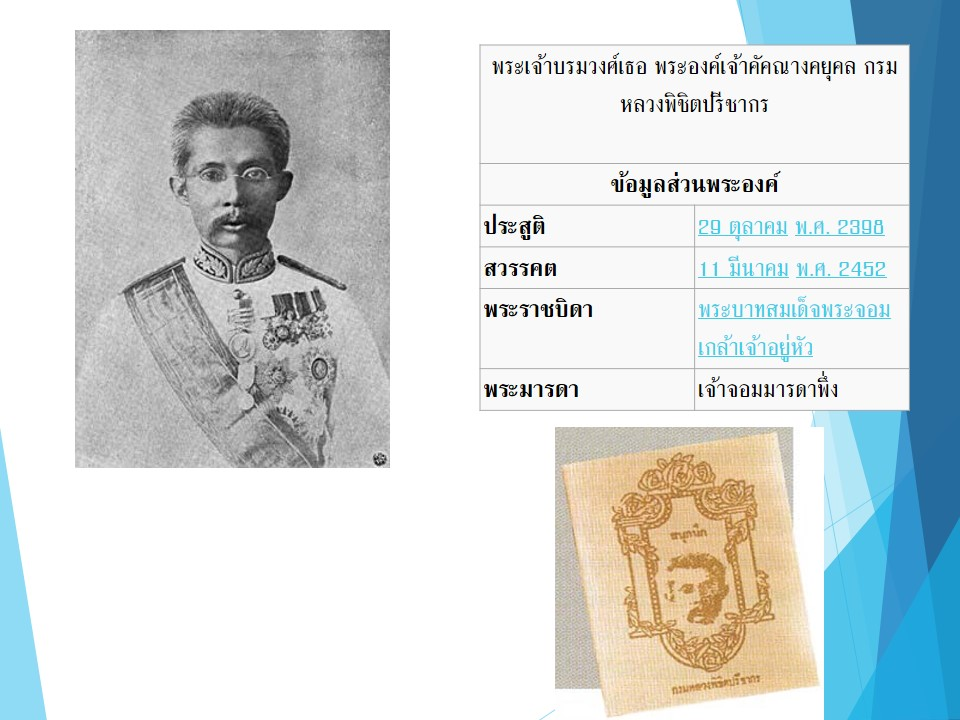 พระเจ้าบรมวงศ์เธอ พระองค์เจ้าคัคณางคยุคล กรม
หลวงพิชิตปรีชากร
ข้อมูลส่วนพระองค์
ประสูติ 29 ตุลาคม พ.ศ. 2398
สวรรคต 11 มีนาคม พ.ศ. 2452
พระราชบิดา พระบาทสมเด็จพระจอม
เกล้าเจ้าอยู่หัว
พระมารดา เจ้าจอมมารดาพึ่ง
สนุกนึก
กรมหลวงพิชิตปรีชากร